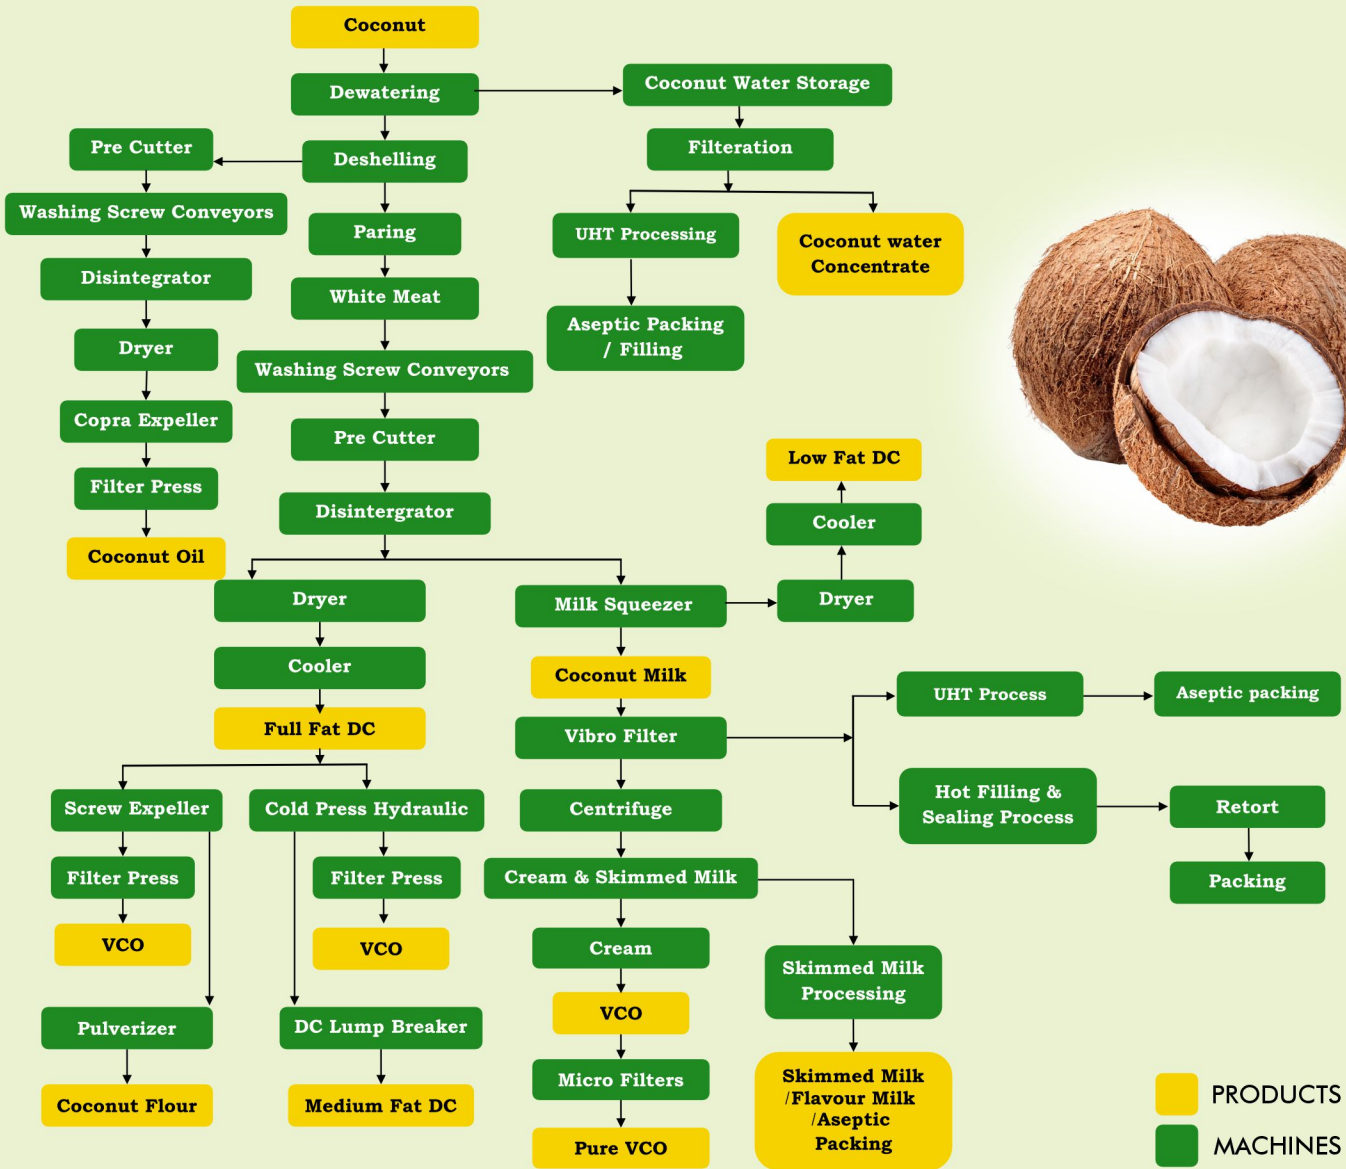 Coconut
Dewatering
Coconut Water Storage
Pre Cutter
Deshelling
Filteration
Washing Screw Conveyors
Paring
UHT Processing
Coconut water
Concentrate
Disintegrator
White Meat
Aseptic Packing
/ Filling
Dryer
Washing Screw Conveyors
Copra Expeller
Pre Cutter
Low Fat DC
Filter Press
Disintergrator
Cooler
Coconut Oil
Dryer
Milk Squeezer
Dryer
Cooler
Coconut Milk
UHT Process
Aseptic packing
Full Fat DC
Vibro Filter
Screw Expeller
Cold Press Hydraulic
Centrifuge
Hot Filling &
Sealing Process
Retort
Filter Press
Filter Press
Cream & Skimmed Milk
Packing
VCO
VCO
Cream
Skimmed Milk
Processing
VCO
Pulverizer
DC Lump Breaker
Micro Filters
Skimmed Milk
/Flavour Milk
/Aseptic
Packing
Coconut Flour
Medium Fat DC
Pure VCO
PRODUCTS
MACHINES